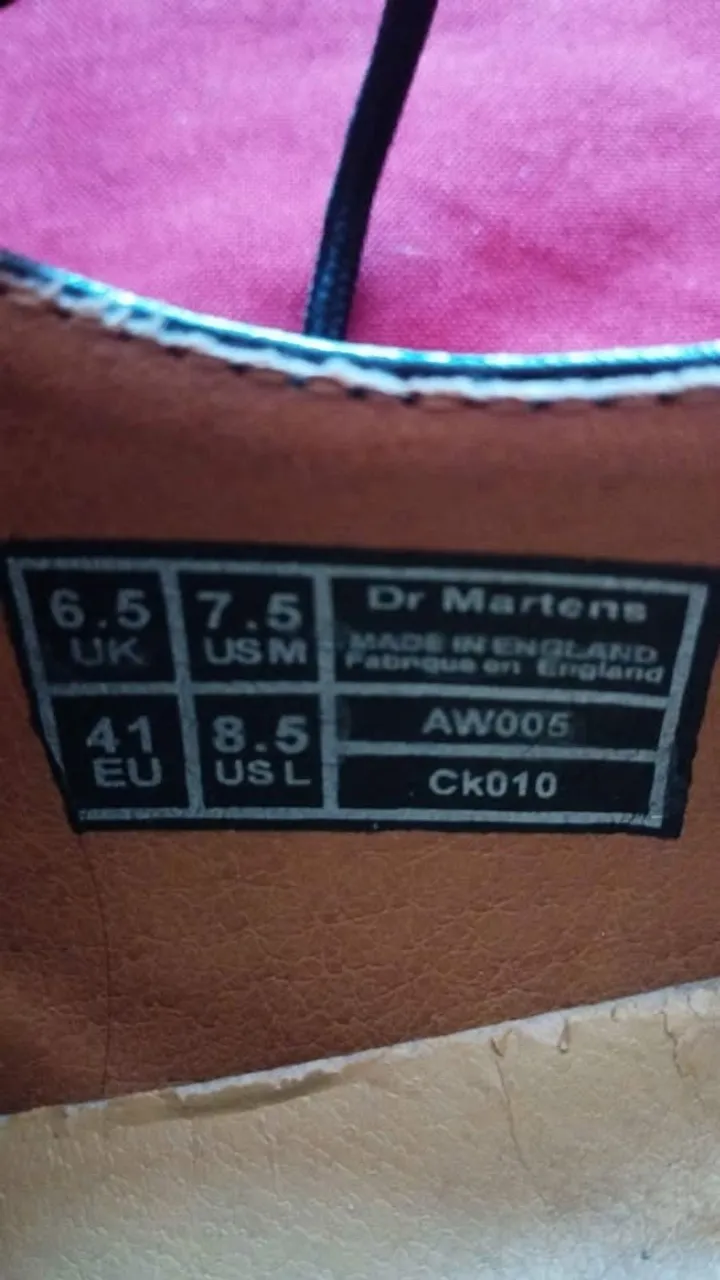 6.5
UK
7.5
US M
41
EU
8.5
US L
Dr Martens
MADE IN ENGLAND
Fabrique en England
AW005
Ck010